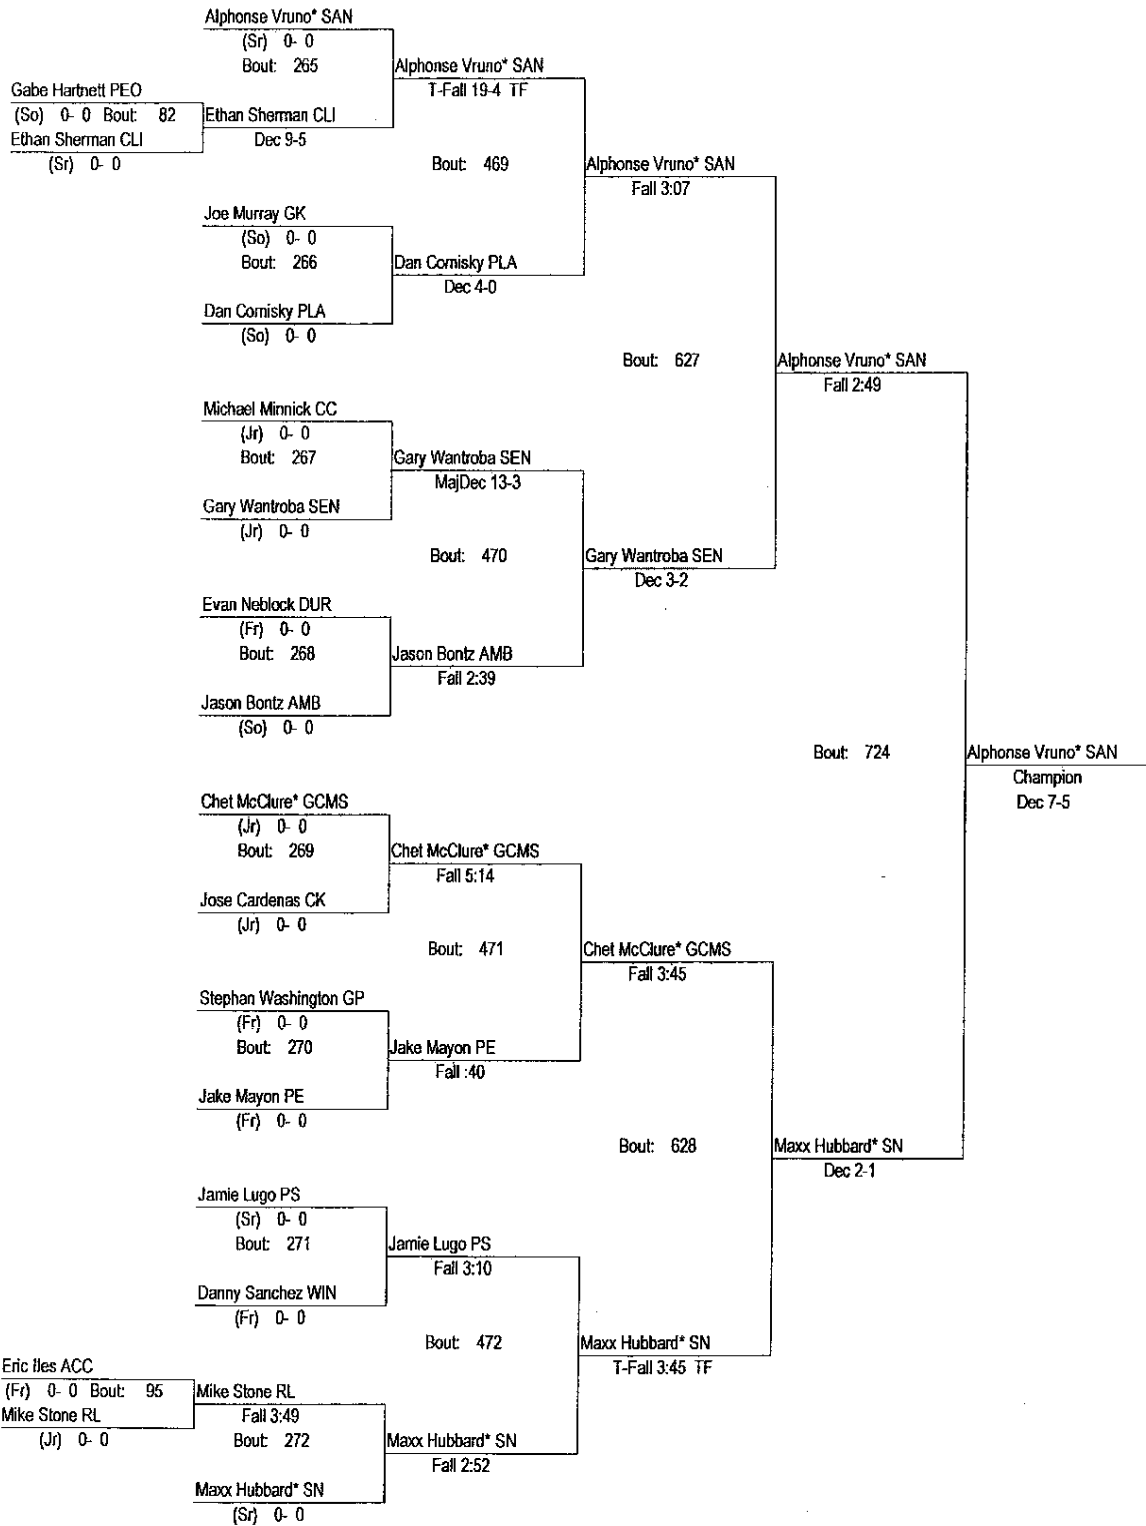 Alphonse Vruno* SAN
(Sr) 0- 0
Bout: 265
Alphonse Vruno* SAN
T-Fall 19-4 TF
Gabe Hartnett PEO
(So) 0- 0 Bout: 82
Ethan Sherman CLI
Dec 9-5
Ethan Sherman CLI
(Sr) 0- 0
Bout: 469
Alphonse Vruno* SAN
Fall 3:07
Joe Murray GK
(So) 0- 0
Bout: 266
Dan Cornisky PLA
Dec 4-0
Dan Cornisky PLA
(So) 0- 0
Bout: 627
Alphonse Vruno* SAN
Fall 2:49
Michael Minnick CC
(Jr) 0- 0
Bout: 267
Gary Wantroba SEN
MajDec 13-3
Gary Wantroba SEN
(Jr) 0- 0
Bout: 470
Gary Wantroba SEN
Dec 3-2
Evan Neblock DUR
(Fr) 0- 0
Bout: 268
Jason Bontz AMB
Fall 2:39
Jason Bontz AMB
(So) 0- 0
Bout: 724
Alphonse Vruno* SAN
Champion
Dec 7-5
Chet McClure* GCMS
(Jr) 0- 0
Bout: 269
Chet McClure* GCMS
Fall 5:14
Jose Cardenas CK
(Jr) 0- 0
Bout: 471
Chet McClure* GCMS
Fall 3:45
Stephan Washington GP
(Fr) 0- 0
Bout: 270
Jake Mayon PE
Fall :40
Jake Mayon PE
(Fr) 0- 0
Bout: 628
Maxx Hubbard* SN
Dec 2-1
Jamie Lugo PS
(Sr) 0- 0
Bout: 271
Jamie Lugo PS
Fall 3:10
Danny Sanchez WIN
(Fr) 0- 0
Bout: 472
Maxx Hubbard* SN
T-Fall 3:45 TF
Eric Iles ACC
(Fr) 0- 0 Bout: 95
Mike Stone RL
Fall 3:49
Mike Stone RL
(Jr) 0- 0
Bout: 272
Maxx Hubbard* SN
Fall 2:52
Maxx Hubbard* SN
(Sr) 0- 0